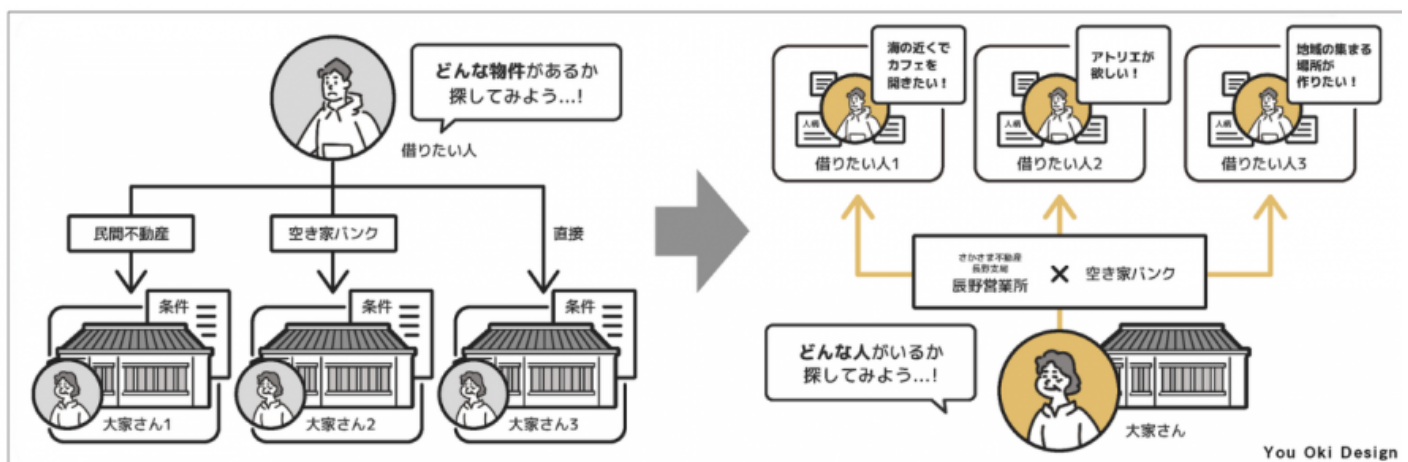 どんな物件があるか
探してみよう...!
借りたい人
民間不動産
空き家バンク
直接
条件
条件
条件
大家さん1
大家さん2
大家さん3
海の近くで
カフェを
開きたい！
人柄
借りたい人1
アトリエが
欲しい！
人柄
借りたい人2
地域の集まる
場所が
作りたい！
人柄
借りたい人3
さかさま不動産
長野支局
辰野営業所
×
空き家バンク
どんな人がいるか
探してみよう...!
大家さん
You Oki Design